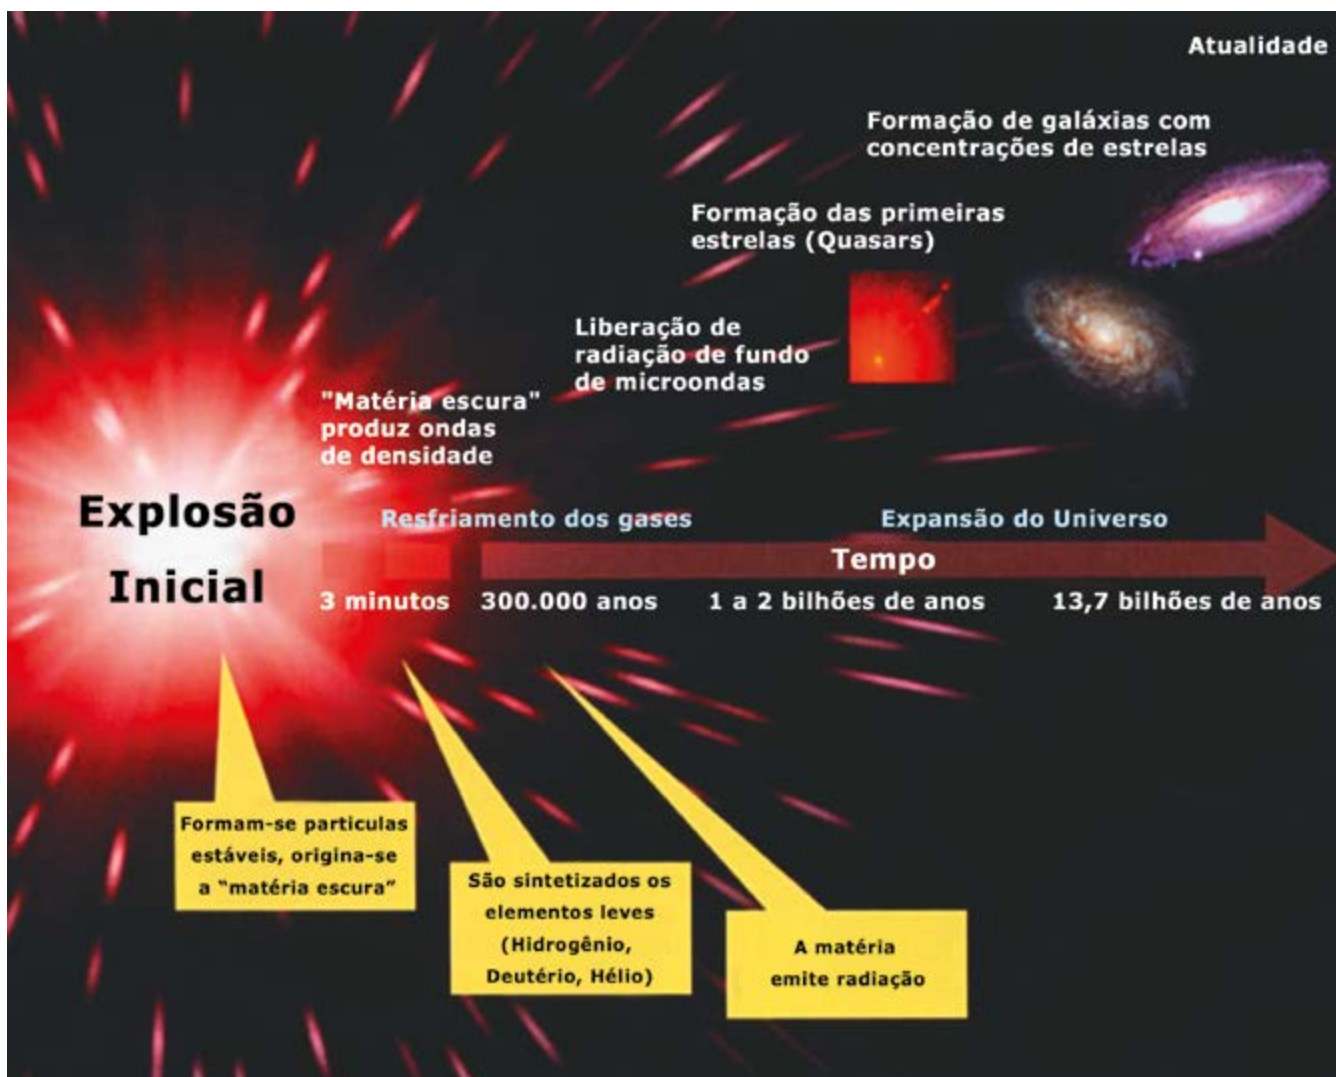 Atualidade
Formação de galáxias com
concentrações de estrelas
Formação das primeiras
estrelas (Quasars)
Liberação de
radiação de fundo
de microondas
"Matéria escura"
produz ondas
de densidade
Explosão
Inicial
Resfriamento dos gases
Expansão do Universo
Tempo
3 minutos
300.000 anos
1 a 2 bilhões de anos
13,7 bilhões de anos
Formam-se particulas
estáveis, origina-se
a “matéria escura”
São sintetizados os
elementos leves
(Hidrogênio,
Deutério, Hélio)
A matéria
emite radiação